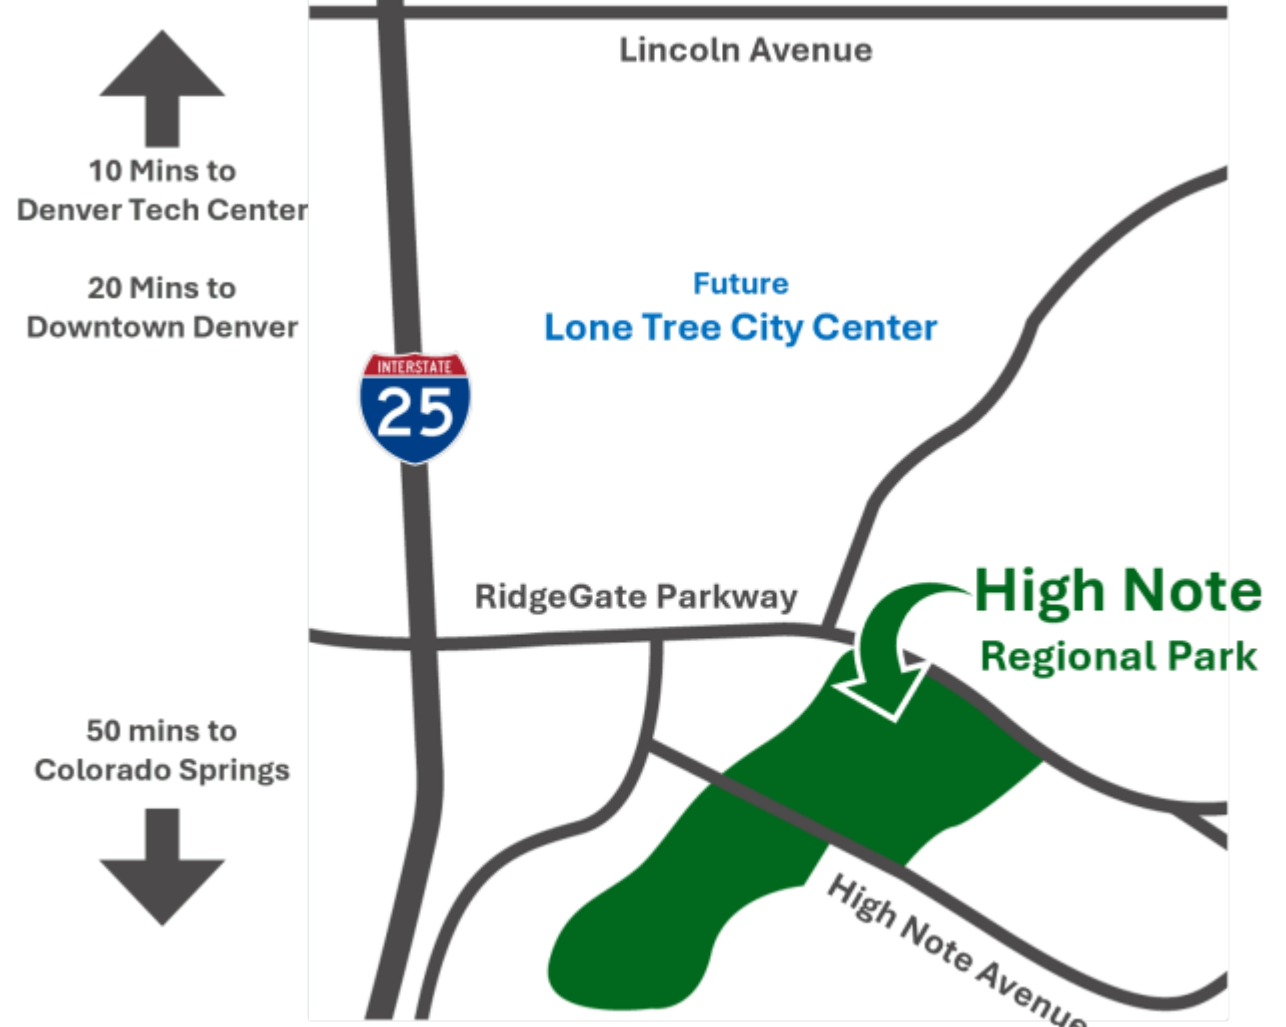 Lincoln Avenue
10 Mins to
Denver Tech Center
20 Mins to
Downtown Denver
Future
Lone Tree City Center
INTERSTATE
25
RidgeGate Parkway
High Note
Regional Park
50 mins to
Colorado Springs
High Note Avenue